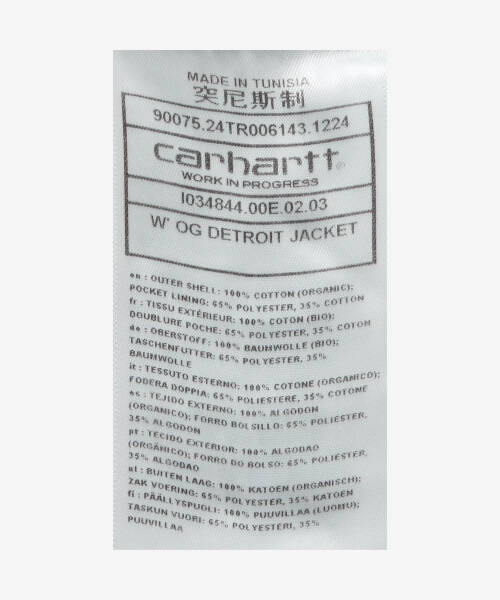 MADE IN TUNISIA
突尼斯制
90075.24TR006143.1224
carhartt®
WORK IN PROGRESS
I034844.00E.02.03
W' OG DETROIT JACKET
en : OUTER SHELL: 100% COTTON (ORGANIC);
POCKET LINING: 65% POLYESTER, 35% COTTON
fr : TISSU EXTÉRIEUR: 100% COTON (BIO);
DOUBLURE POCHE: 65% POLYESTER, 35% COTON
de : OBERSTOFF: 100% BAUMWOLLE (BIO);
TASCHENFUTTER: 65% POLYESTER, 35%
BAUMWOLLE
it : TESSUTO ESTERNO: 100% COTONE (ORGANICO);
FODERA DOPPIA: 65% POLIESTERE, 35% COTONE
es : TEJIDO EXTERNO: 100% ALGODON
(ORGANICO); FORRO BOLSILLO: 65% POLIESTER,
35% ALGODON
pt : TECIDO EXTERIOR: 100% ALGODAO
(ORGÂNICO); FORRO DO BOLSO: 65% POLIESTER,
35% ALGODAO
nl : BUITEN LAAG: 100% KATOEN (ORGANISCH);
ZAK VOERING: 65% POLYESTER, 35% KATOEN
fi : PÄÄLLYSPUOLI: 100% PUUVILLA (LUOMU);
TASKUN VUORI: 65% POLYESTERI, 35%
PUUVILLAA